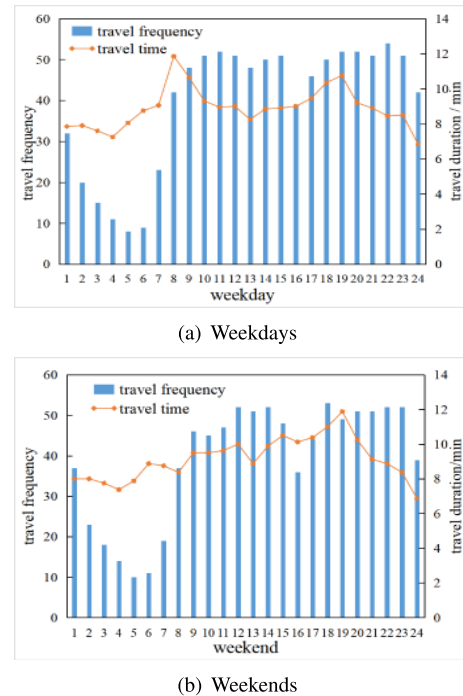 60
50
40
30
20
10
0
travel frequency
travel frequency
travel time
14
12
10
8
6
4
2
0
travel duration / min
1 2 3 4 5 6 7 8 9 10 11 12 13 14 15 16 17 18 19 20 21 22 23 24
weekday
(a) Weekdays
60
50
40
30
20
10
0
travel frequency
travel frequency
travel time
14
12
10
8
6
4
2
0
travel duration/min
1 2 3 4 5 6 7 8 9 10 11 12 13 14 15 16 17 18 19 20 21 22 23 24
weekend
(b) Weekends